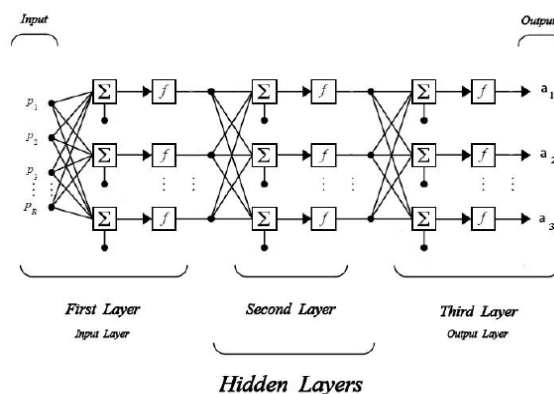 Input
Output
Σ f Σ f Σ f a1
p1
p2
Σ f Σ f Σ f a2
p3
pR
Σ f Σ f Σ f a3
First Layer Second Layer Third Layer
Input Layer Output Layer
Hidden Layers